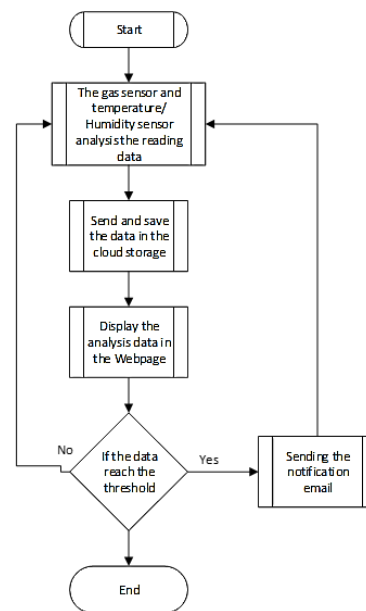 Start
The gas sensor and
temperature/
Humidity sensor
analysis the reading
data
Send and save
the data in the
cloud storage
Display the
analysis data in
the Webpage
No
If the data
reach the
threshold
Yes
Sending the
notification
email
End